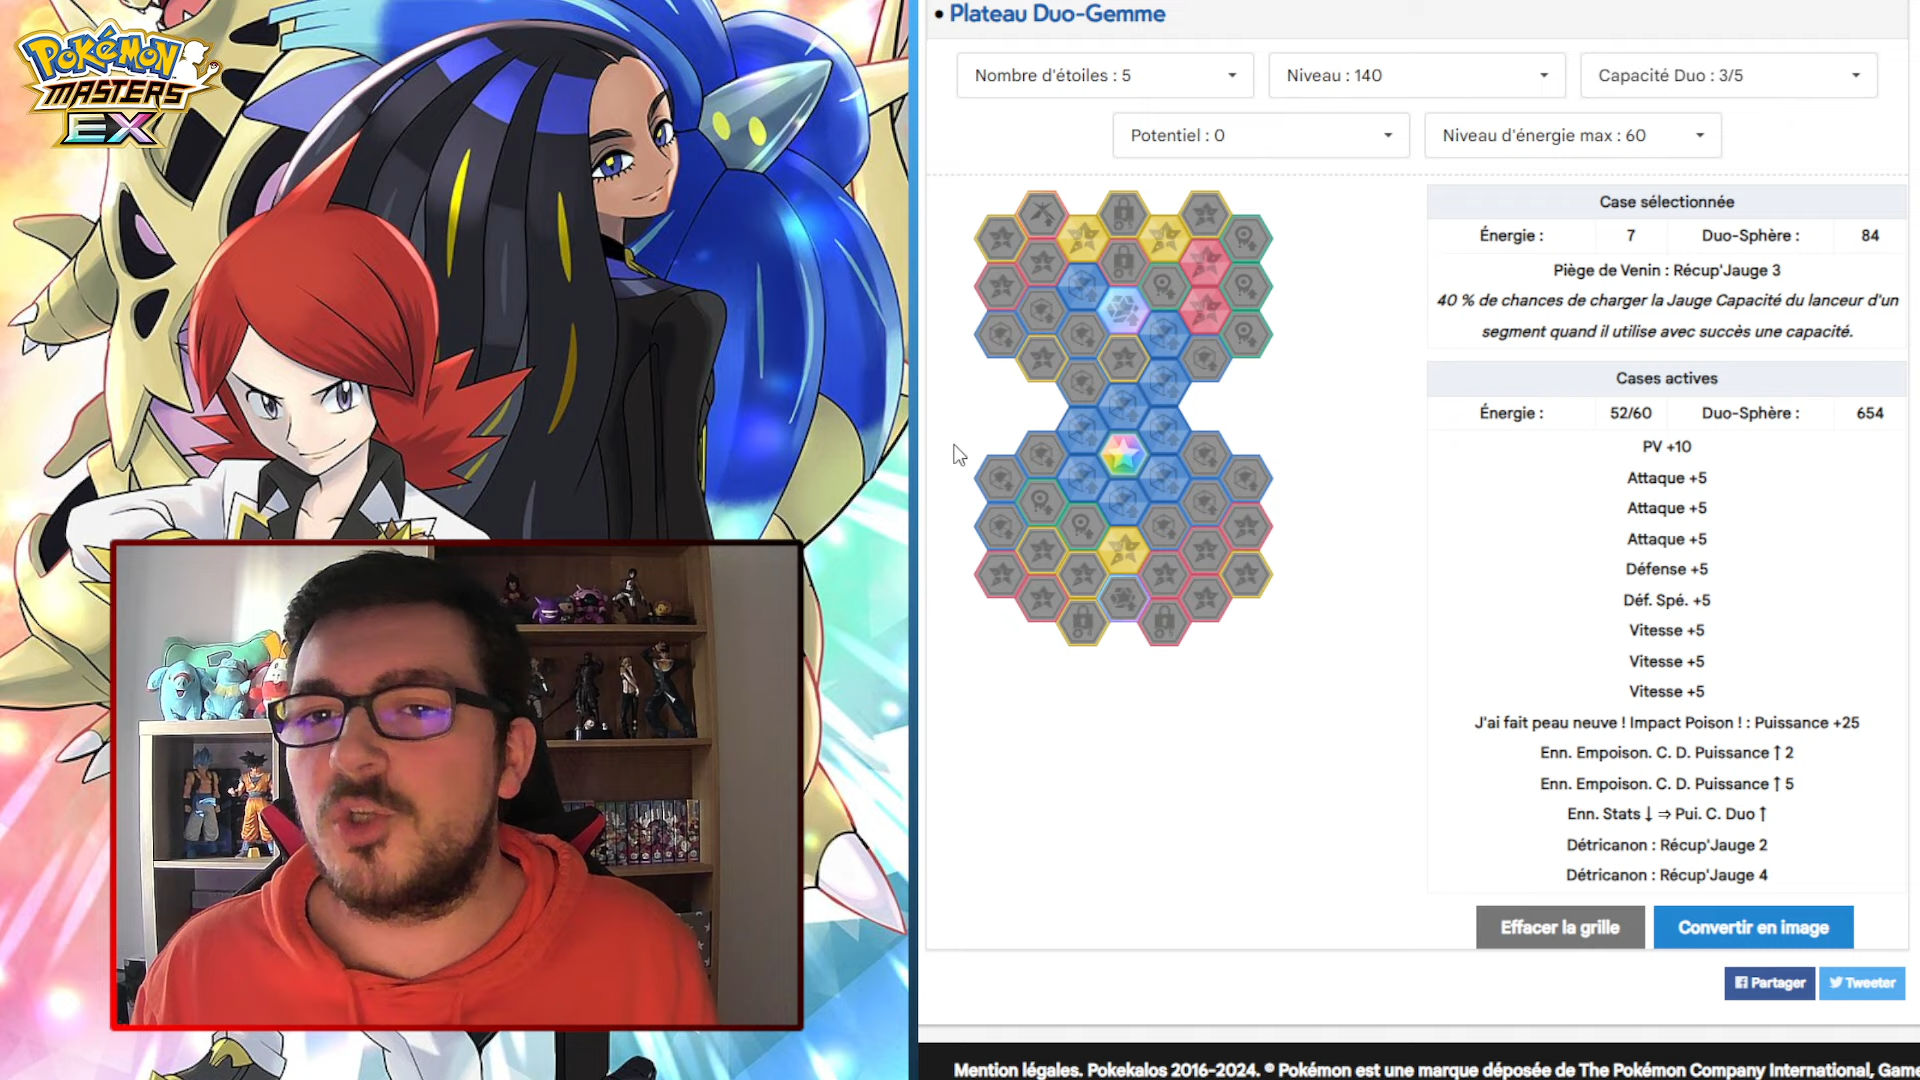 POKéMON
MASTERS
EX
• Plateau Duo-Gemme
Nombre d'étoiles : 5
Niveau : 140
Capacité Duo : 3/5
Potentiel : 0
Niveau d'énergie max : 60
Case sélectionnée
Énergie : 7 Duo-Sphère : 84
Piège de Venin : Récup'Jauge 3
40 % de chances de charger la Jauge Capacité du lanceur d'un
segment quand il utilise avec succès une capacité.
Cases actives
Énergie : 52/60 Duo-Sphère : 654
PV +10
Attaque +5
Attaque +5
Attaque +5
Défense +5
Déf. Spé. +5
Vitesse +5
Vitesse +5
Vitesse +5
J'ai fait peau neuve ! Impact Poison ! : Puissance +25
Enn. Empoison. C. D. Puissance ↑ 2
Enn. Empoison. C. D. Puissance ↑ 5
Enn. Stats ↓ ⇒ Pui. C. Duo ↑
Détricanon : Récup'Jauge 2
Détricanon : Récup'Jauge 4
Effacer la grille
Convertir en image
Partager
Tweeter
Mention légales. Pokekalos 2016-2024. © Pokémon est une marque déposée de The Pokémon Company International, Game